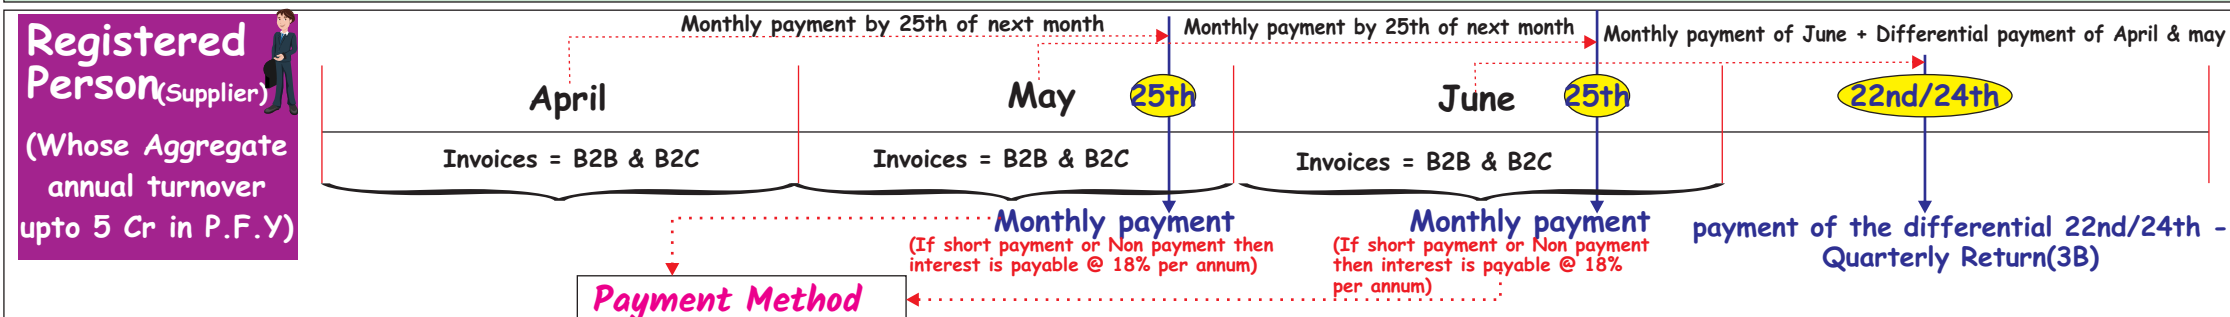 Registered
Person(Supplier)
(Whose Aggregate
annual turnover
upto 5 Cr in P.F.Y)
Monthly payment by 25th of next month
Monthly payment by 25th of next month
Monthly payment of June + Differential payment of April & may
April
May
25th
June
25th
22nd/24th
Invoices = B2B & B2C
Invoices = B2B & B2C
Invoices = B2B & B2C
Monthly payment
(If short payment or Non payment then
interest is payable @ 18% per annum)
Monthly payment
(If short payment or Non payment
then interest is payable @ 18%
per annum)
payment of the differential 22nd/24th -
Quarterly Return(3B)
Payment Method